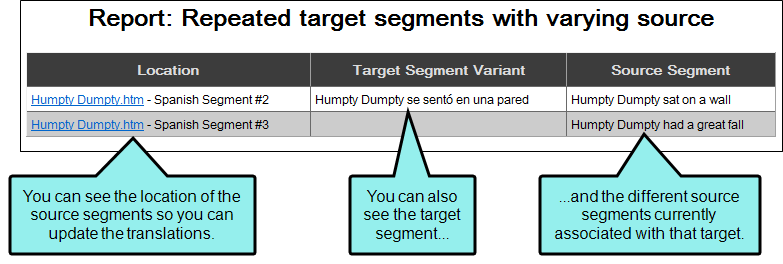 Report: Repeated target segments with varying source
Location Target Segment Variant Source Segment
Humpty Dumpty.htm - Spanish Segment #2 Humpty Dumpty se sentó en una pared Humpty Dumpty sat on a wall
Humpty Dumpty.htm - Spanish Segment #3 Humpty Dumpty had a great fall
You can see the location of the
source segments so you can
update the translations.
You can also
see the target
segment...
...and the different source
segments currently
associated with that target.